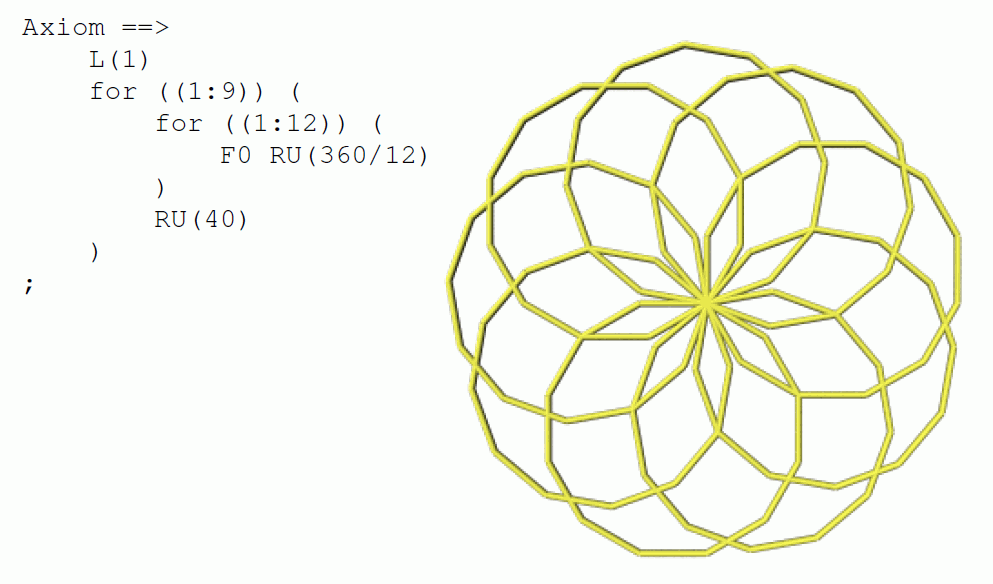 Axiom ==>
L(1)
for ((1:9)) (
for ((1:12)) (
F0 RU(360/12)
)
RU(40)
)
;